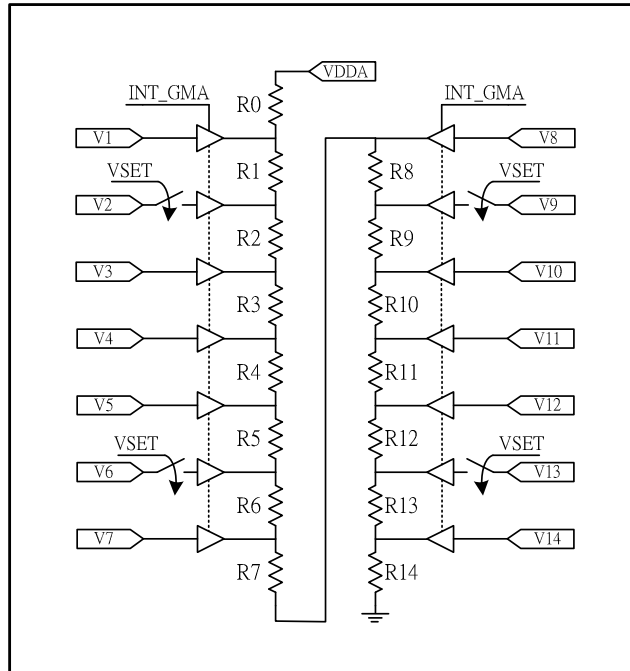 VDDA
INT_GMA
INT_GMA
R0
V1
V8
R1
R8
VSET
VSET
V2
V9
R2
R9
V3
V10
R3
R10
V4
V11
R4
R11
V5
V12
R5
R12
VSET
VSET
V6
V13
R6
R13
V7
V14
R7
R14